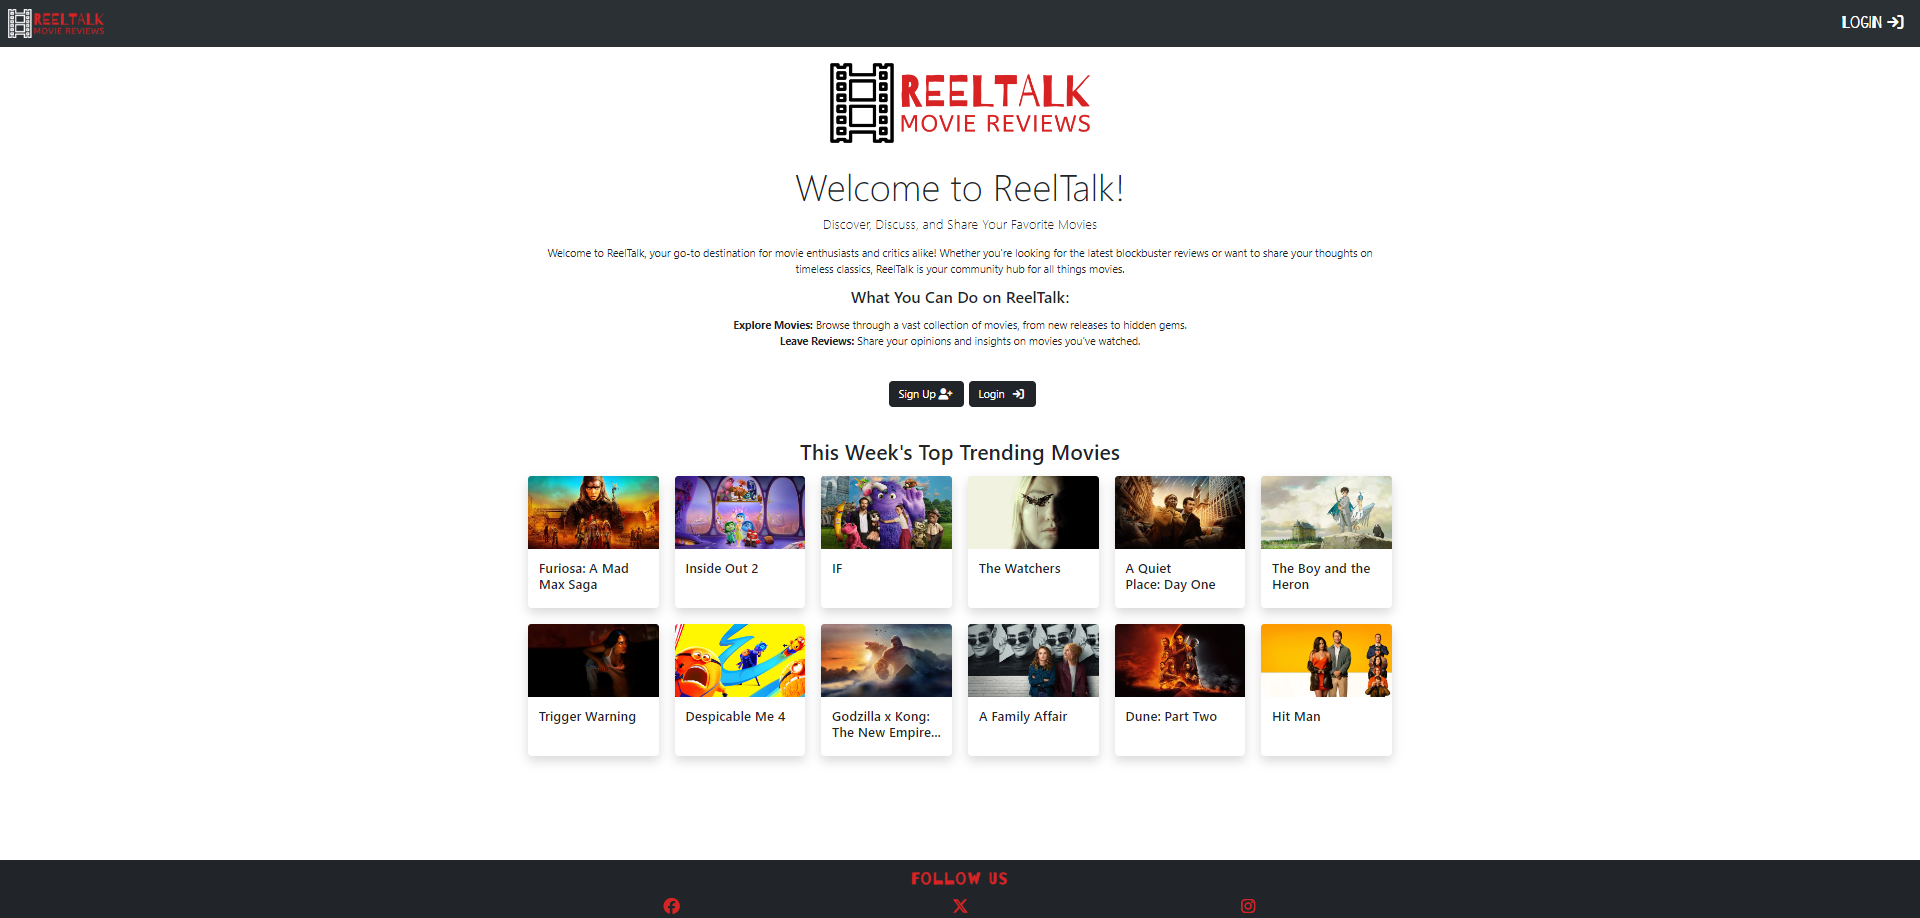 REELTALK
MOVIE REVIEWS
LOGIN
REELTALK
MOVIE REVIEWS
Welcome to ReelTalk!
Discover, Discuss, and Share Your Favorite Movies
Welcome to ReelTalk, your go-to destination for movie enthusiasts and critics alike! Whether you're looking for the latest blockbuster reviews or want to share your thoughts on
timeless classics, ReelTalk is your community hub for all things movies.
What You Can Do on ReelTalk:
Explore Movies: Browse through a vast collection of movies, from new releases to hidden gems.
Leave Reviews: Share your opinions and insights on movies you've watched.
Sign Up
Login
This Week's Top Trending Movies
Furiosa: A Mad
Max Saga
Inside Out 2
IF
The Watchers
A Quiet
Place: Day One
The Boy and the
Heron
Trigger Warning
Despicable Me 4
Godzilla x Kong:
The New Empire...
A Family Affair
Dune: Part Two
Hit Man
FOLLOW US